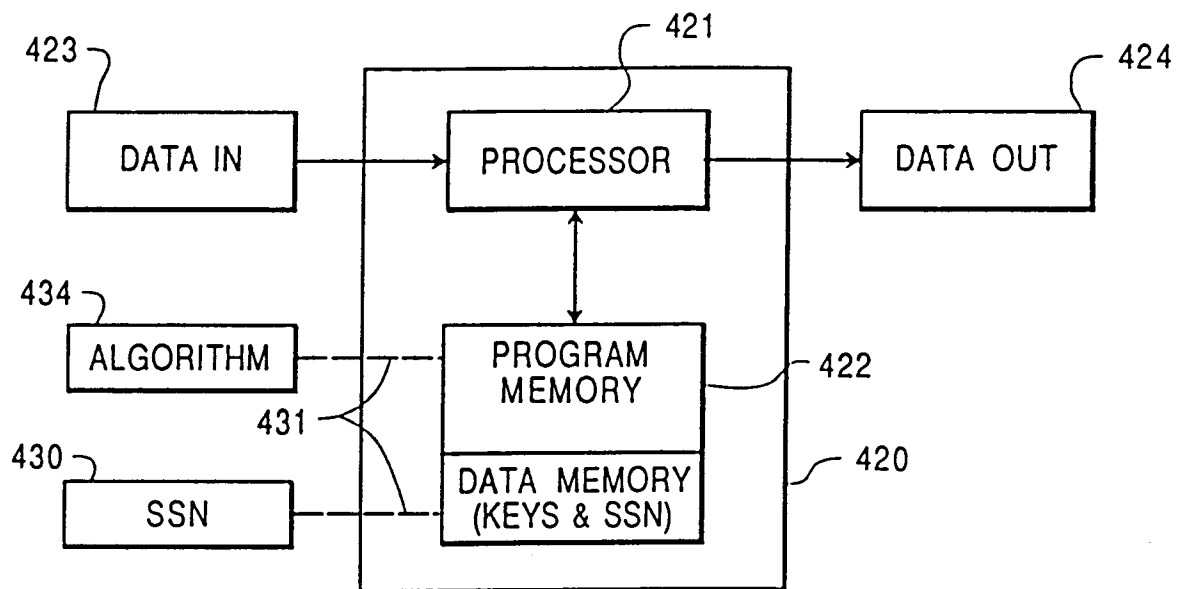 423
421
424
DATA IN
PROCESSOR
DATA OUT
434
ALGORITHM
PROGRAM
MEMORY
422
431
430
SSN
DATA MEMORY
(KEYS & SSN)
420